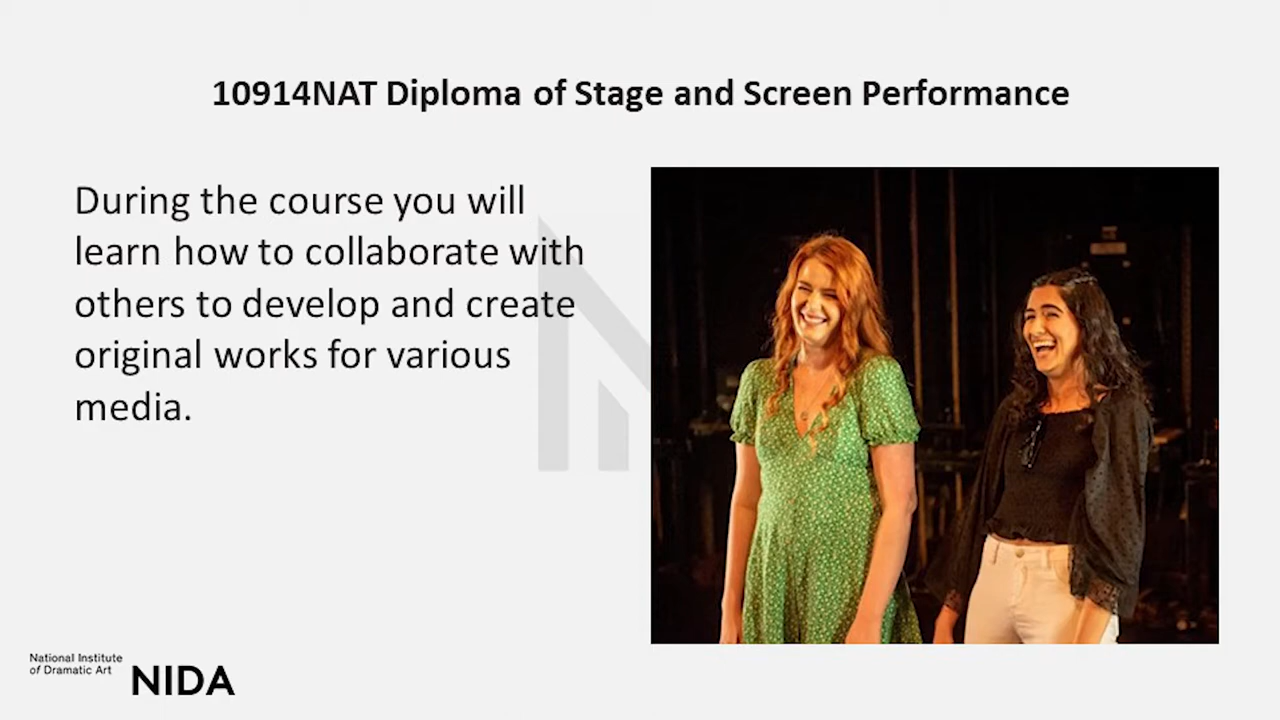 10914NAT Diploma of Stage and Screen Performance
During the course you will
learn how to collaborate with
others to develop and create
original works for various
media.
National Institute
of Dramatic Art
NIDA